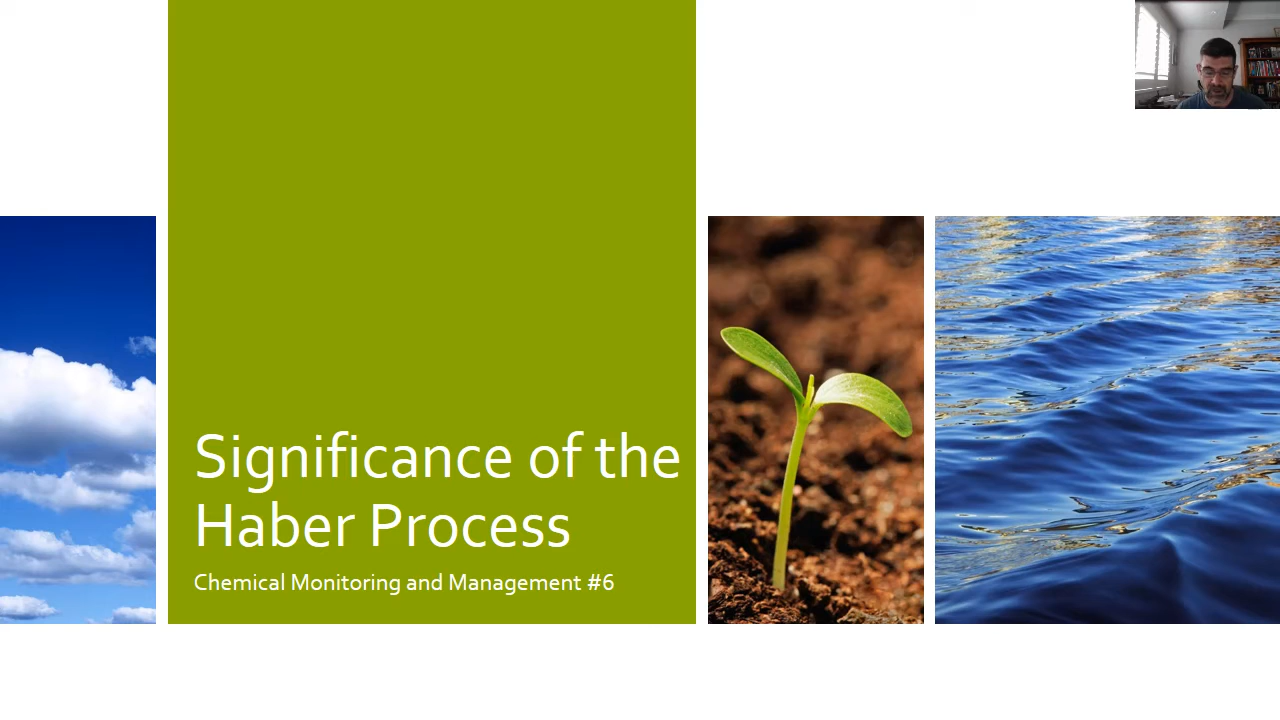 Significance of the
Haber Process
Chemical Monitoring and Management #6